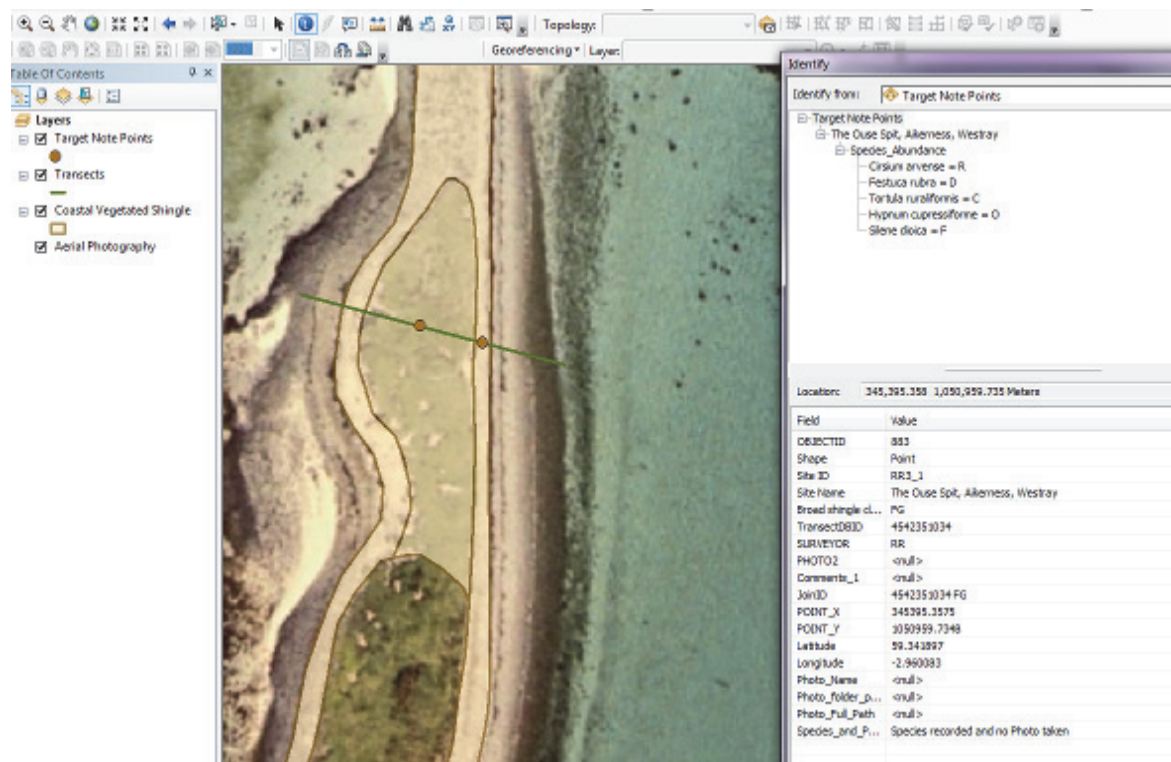 Topology:
100%
Georeferencing
Layer:
Table Of Contents
Layers
Target Note Points
Transects
Coastal Vegetated Shingle
Aerial Photography
Identify
Identify from:
Target Note Points
Target Note Points
The Ouse Spit, Aikerness, Westray
Species_Abundance
Cirsium arvense = R
Festuca rubra = D
Tortula ruraliformis = C
Hypnum cupressiforme = O
Silene dioica = F
Location: 345,395.358 1,050,959.735 Meters
Field Value
OBJECTID 883
Shape Point
Site ID RR3_1
Site Name The Ouse Spit, Aikerness, Westray
Broad shingle cl... PG
TransectDBID 4542351034
SURVEYOR RR
PHOTO2 <null>
Comments_1 <null>
JoinID 4542351034 FG
POINT_X 345395.3575
POINT_Y 1050959.7348
Latitude 59.341897
Longitude -2.960083
Photo_Name <null>
Photo_folder_p... <null>
Photo_Full_Path <null>
Species_and_P... Species recorded and no Photo taken